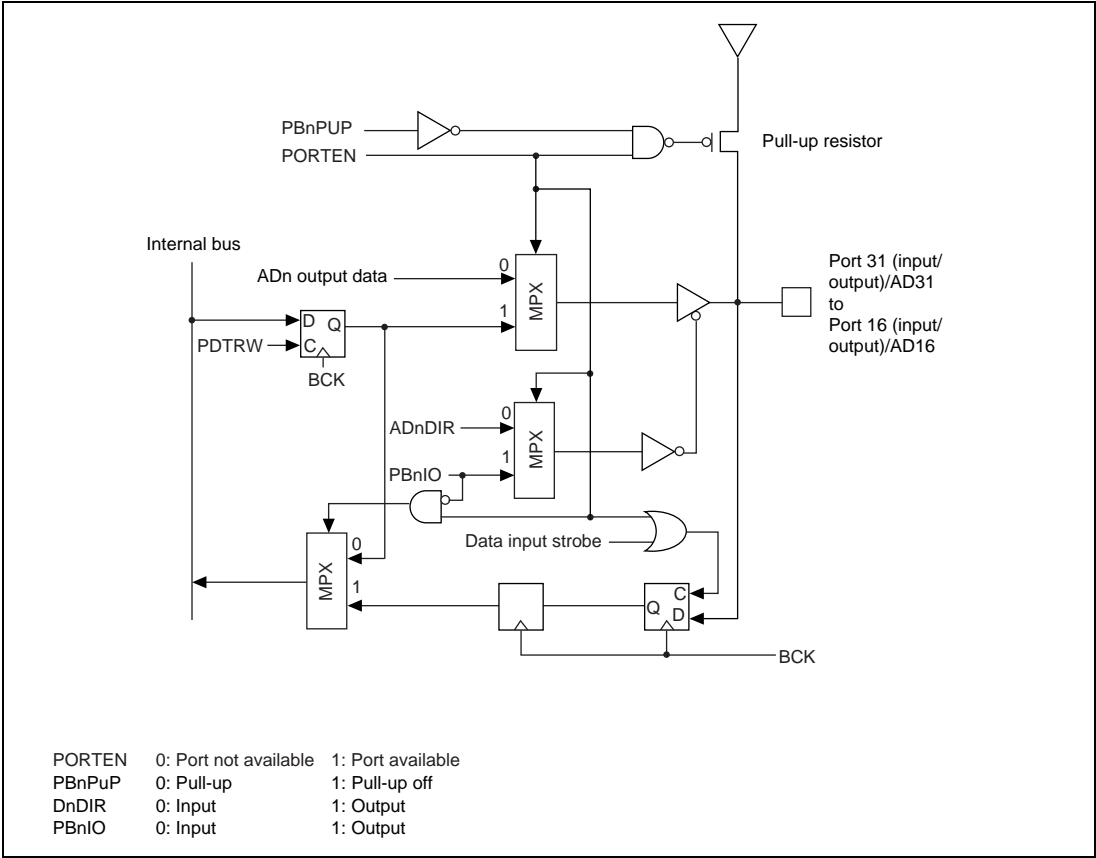 PBnPUP
PORTEN
Pull-up resistor
Internal bus
ADn output data
0
1
MPX
Port 31 (input/
output)/AD31
to
Port 16 (input/
output)/AD16
D Q
PDTRW
C
BCK
ADnDIR
0
1
MPX
PBnIO
Data input strobe
0
1
MPX
C
Q
D
BCK
PORTEN 0: Port not available 1: Port available
PBnPuP 0: Pull-up 1: Pull-up off
DnDIR 0: Input 1: Output
PBnIO 0: Input 1: Output